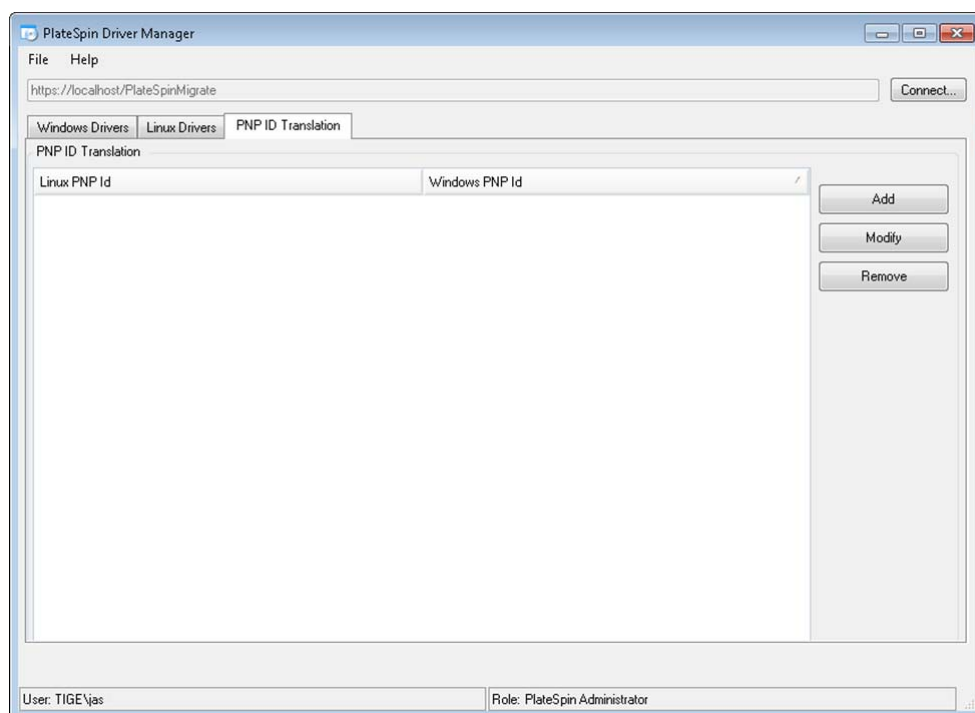 PlateSpin Driver Manager
File Help
https://localhost/PlateSpinMigrate Connect...
Windows Drivers Linux Drivers PNP ID Translation
PNP ID Translation
Linux PNP Id Windows PNP Id
Add
Modify
Remove
User: TIGE\jas Role: PlateSpin Administrator